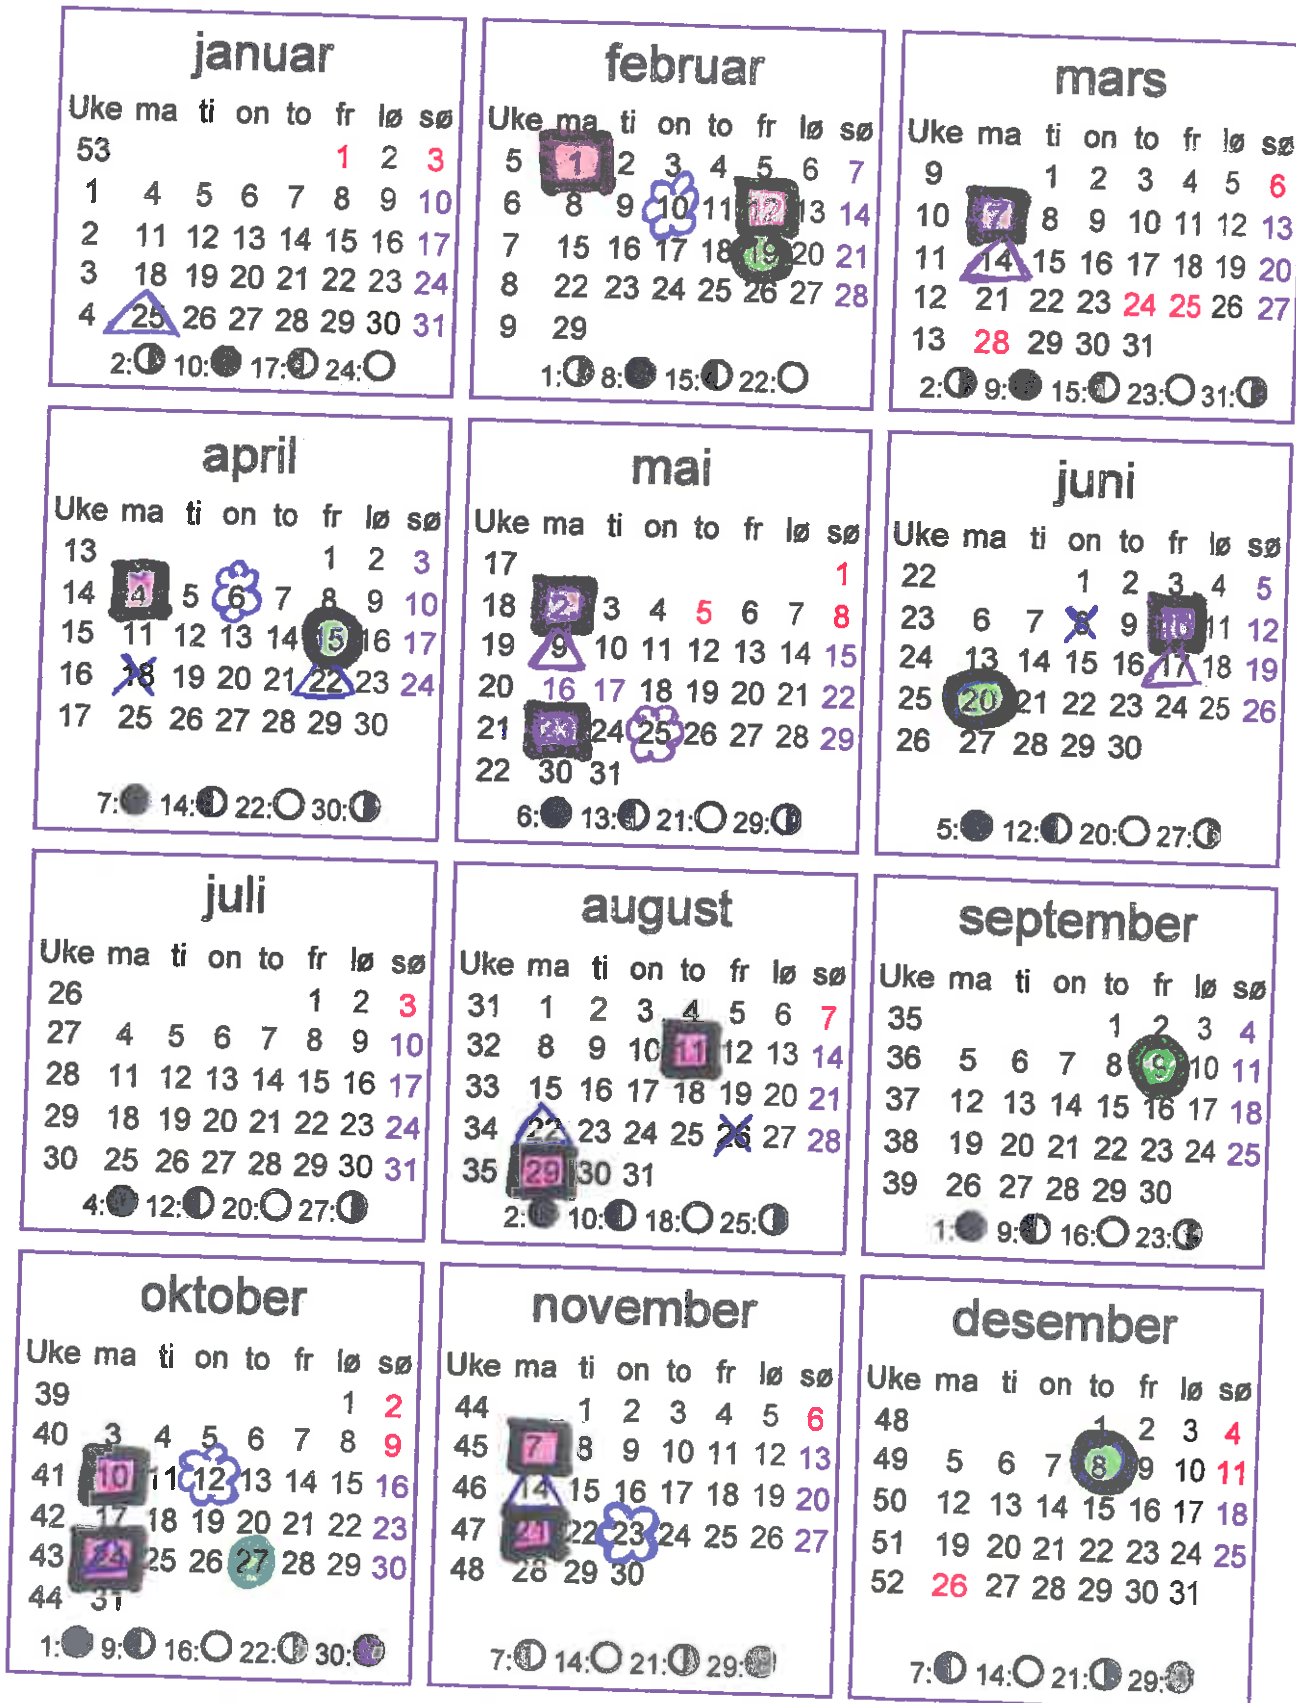 januar
Uke ma ti on to fr lø sø
53 1 2 3
1 4 5 6 7 8 9 10
2 11 12 13 14 15 16 17
3 18 19 20 21 22 23 24
4 25 26 27 28 29 30 31
2: 10: 17: 24:
februar
Uke ma ti on to fr lø sø
5 1 2 3 4 5 6 7
6 8 9 10 11 12 13 14
7 15 16 17 18 19 20 21
8 22 23 24 25 26 27 28
9 29
1: 8: 15: 22:
mars
Uke ma ti on to fr lø sø
9 1 2 3 4 5 6
10 7 8 9 10 11 12 13
11 14 15 16 17 18 19 20
12 21 22 23 24 25 26 27
13 28 29 30 31
2: 9: 15: 23: 31:
april
Uke ma ti on to fr lø sø
13 1 2 3
14 4 5 6 7 8 9 10
15 11 12 13 14 15 16 17
16 18 19 20 21 22 23 24
17 25 26 27 28 29 30
7: 14: 22: 30:
mai
Uke ma ti on to fr lø sø
17 1
18 2 3 4 5 6 7 8
19 9 10 11 12 13 14 15
20 16 17 18 19 20 21 22
21 23 24 25 26 27 28 29
22 30 31
6: 13: 21: 29:
juni
Uke ma ti on to fr lø sø
22 1 2 3 4 5
23 6 7 8 9 10 11 12
24 13 14 15 16 17 18 19
25 20 21 22 23 24 25 26
26 27 28 29 30
5: 12: 20: 27:
juli
Uke ma ti on to fr lø sø
26 1 2 3
27 4 5 6 7 8 9 10
28 11 12 13 14 15 16 17
29 18 19 20 21 22 23 24
30 25 26 27 28 29 30 31
4: 12: 20: 27:
august
Uke ma ti on to fr lø sø
31 1 2 3 4 5 6 7
32 8 9 10 11 12 13 14
33 15 16 17 18 19 20 21
34 22 23 24 25 26 27 28
35 29 30 31
2: 10: 18: 25:
september
Uke ma ti on to fr lø sø
35 1 2 3 4
36 5 6 7 8 9 10 11
37 12 13 14 15 16 17 18
38 19 20 21 22 23 24 25
39 26 27 28 29 30
1: 9: 16: 23:
oktober
Uke ma ti on to fr lø sø
39 1 2
40 3 4 5 6 7 8 9
41 10 11 12 13 14 15 16
42 17 18 19 20 21 22 23
43 24 25 26 27 28 29 30
44 31
1: 9: 16: 22: 30:
november
Uke ma ti on to fr lø sø
44 1 2 3 4 5 6
45 7 8 9 10 11 12 13
46 14 15 16 17 18 19 20
47 21 22 23 24 25 26 27
48 28 29 30
7: 14: 21: 29:
desember
Uke ma ti on to fr lø sø
48 1 2 3 4
49 5 6 7 8 9 10 11
50 12 13 14 15 16 17 18
51 19 20 21 22 23 24 25
52 26 27 28 29 30 31
7: 14: 21: 29: